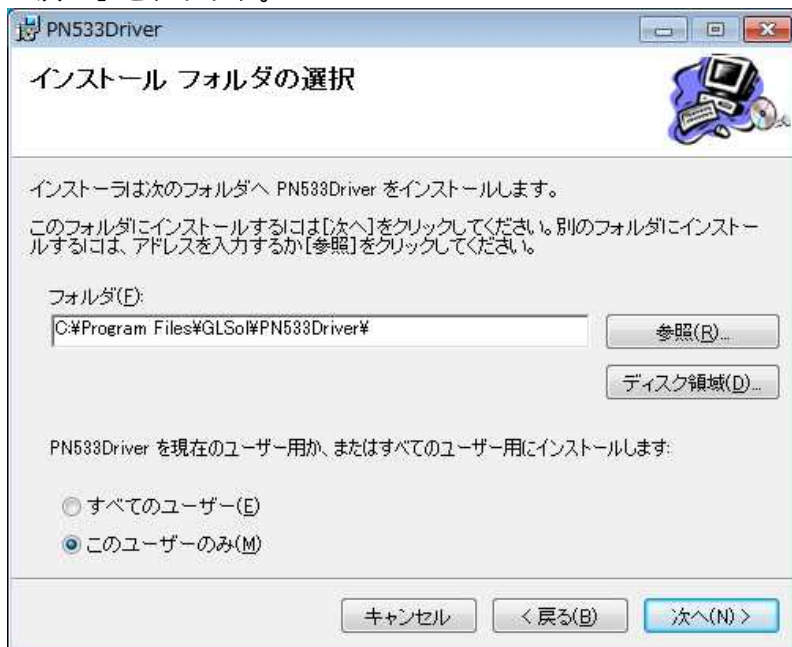 PN533Driver
インストール フォルダの選択
インストーラは次のフォルダへ PN533Driver をインストールします。
このフォルダにインストールするには[次へ]をクリックしてください。別のフォルダにインストー
ルするには、アドレスを入力するか[参照]をクリックしてください。
フォルダ(F):
C:¥Program Files¥GLSol¥PN533Driver¥
参照(R)...
ディスク領域(D)...
PN533Driver を現在のユーザー用か、またはすべてのユーザー用にインストールします:
すべてのユーザー(E)
このユーザーのみ(M)
キャンセル
< 戻る(B)
次へ(N) >